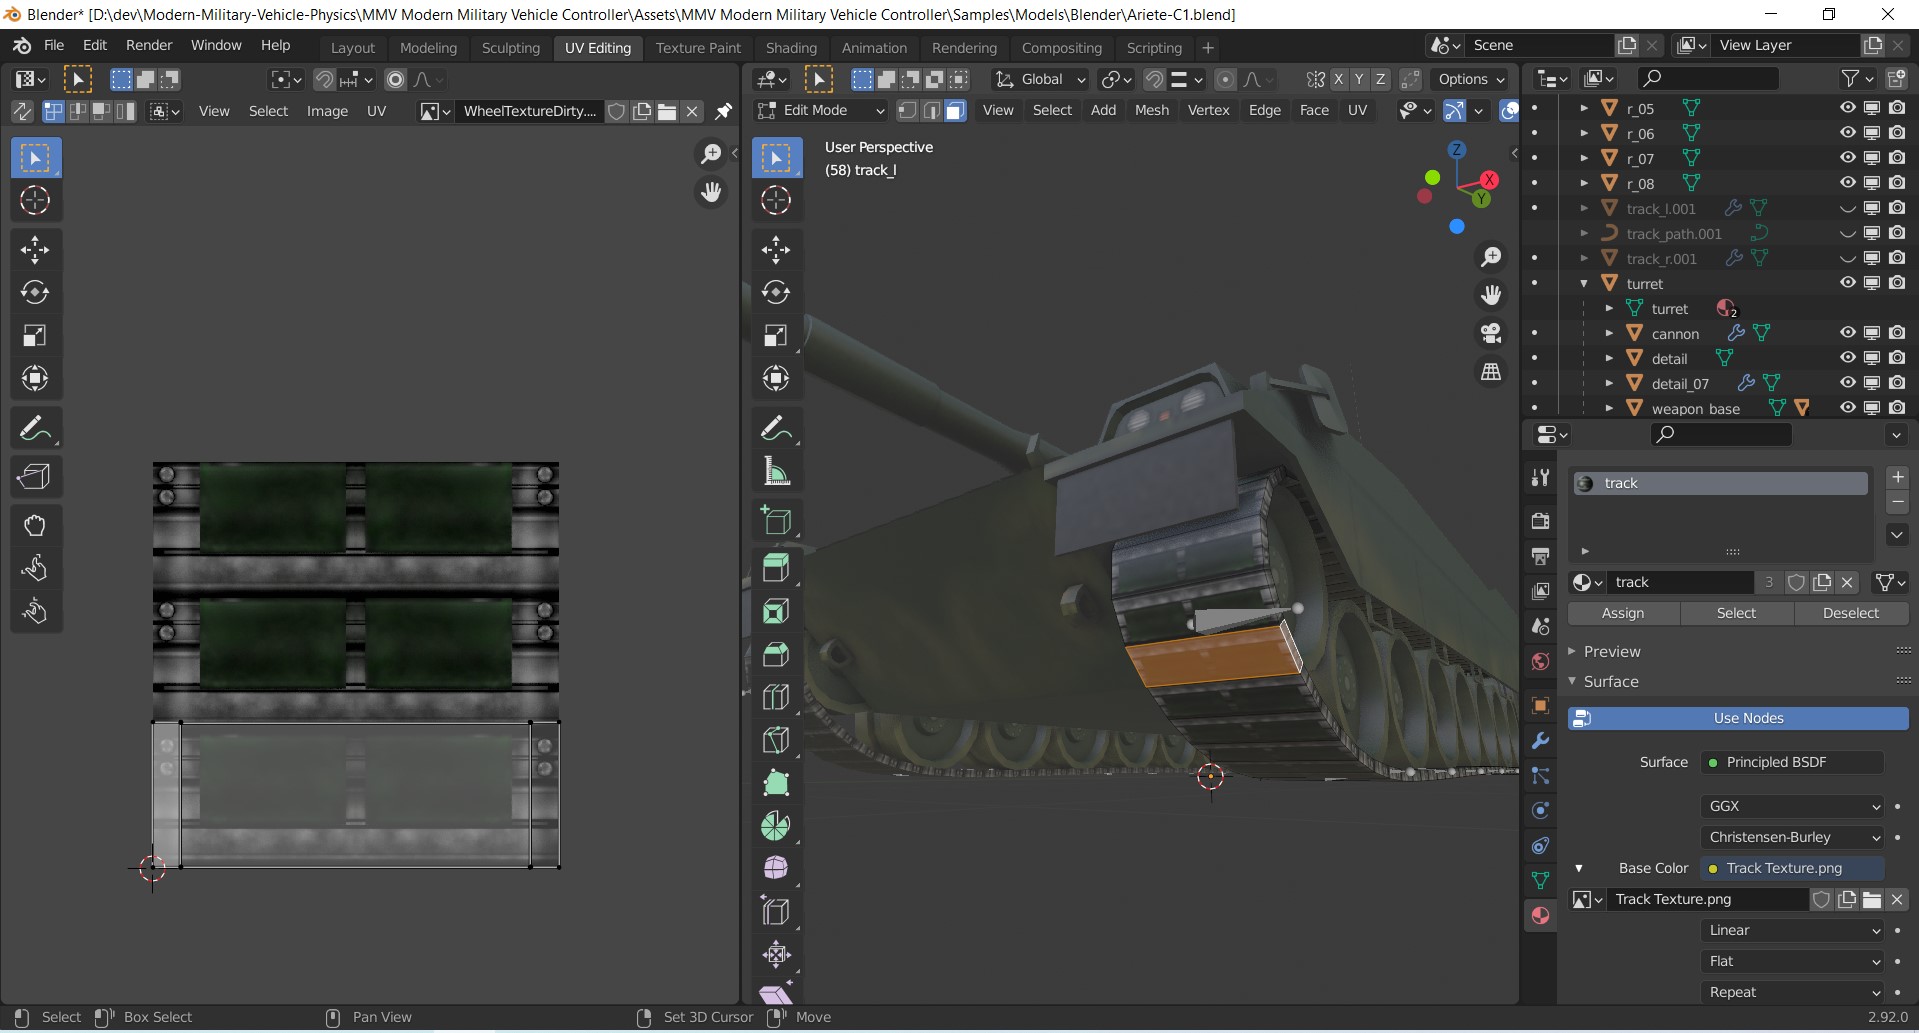 Blender* [D:\dev\Modern-Military-Vehicle-Physics\MMV Modern Military Vehicle Controller\Assets\MMV Modern Military Vehicle Controller\Samples\Models\Blender\Ariete-C1.blend]
File Edit Render Window Help Layout Modeling Sculpting UV Editing Texture Paint Shading Animation Rendering Compositing Scripting + Scene View Layer
Global X Y Z Options
View Select Image UV WheelTextureDirty....
Edit Mode View Select Add Mesh Vertex Edge Face UV
User Perspective
(58) track_l
Z
X
Y
r_05
r_06
r_07
r_08
track_l.001
track_path.001
track_r.001
turret
turret 2
cannon
detail
detail_07
weapon base
track
track 3
Assign Select Deselect
Preview
Surface
Use Nodes
Surface Principled BSDF
GGX
Christensen-Burley
Base Color Track Texture.png
Track Texture.png
Linear
Flat
Repeat
Select Box Select Pan View Set 3D Cursor Move 2.92.0